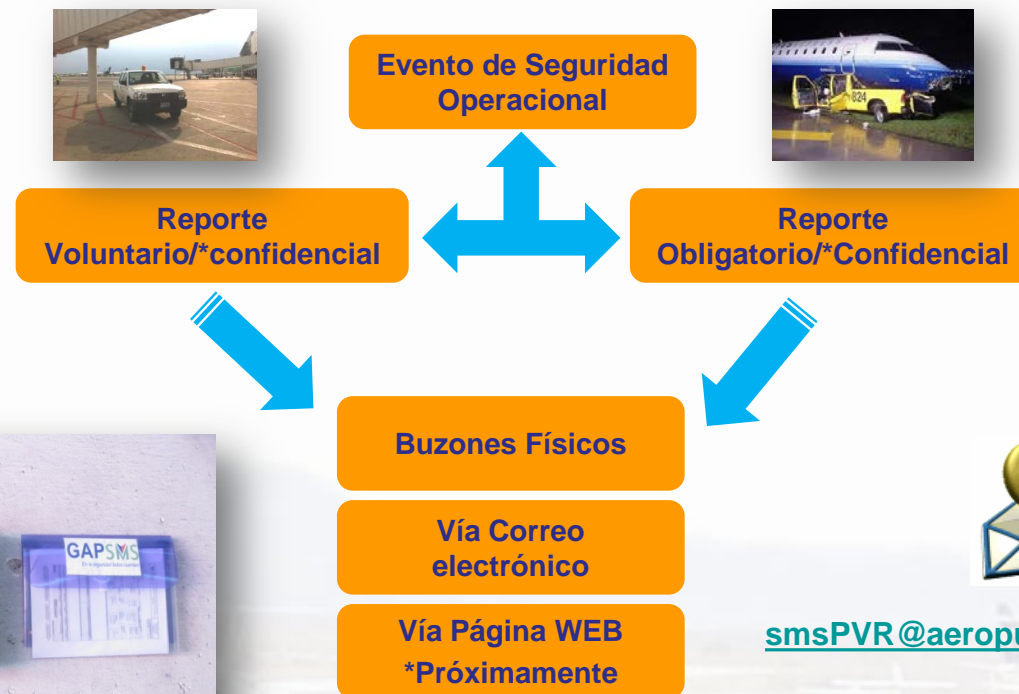 Evento de Seguridad
Operacional
824
Reporte
Voluntario/*confidencial
Reporte
Obligatorio/*Confidencial
Buzones Físicos
GAPSMS
Vía Correo
electrónico
Vía Página WEB
*Próximamente
smsPVR@aeropu